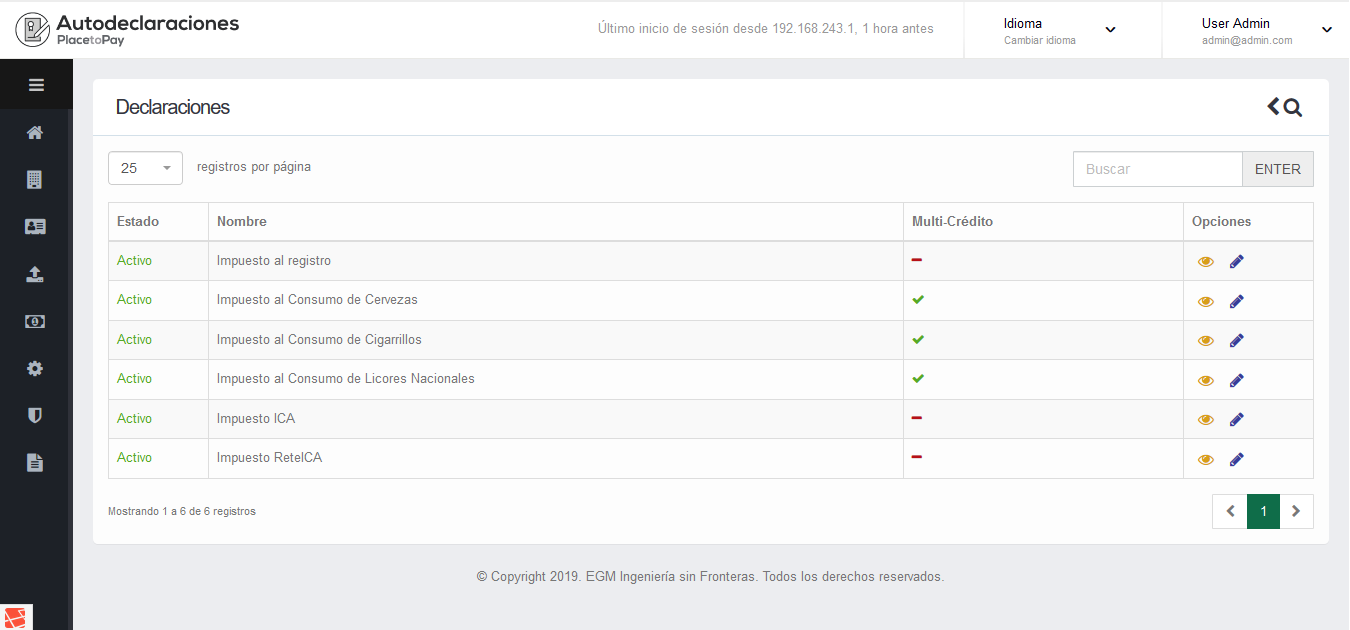 Autodeclaraciones
PlacetoPay
Último inicio de sesión desde 192.168.243.1, 1 hora antes
Idioma
Cambiar idioma
User Admin
admin@admin.com
Declaraciones
25 registros por página
Buscar ENTER
Estado Nombre Multi-Crédito Opciones
Activo Impuesto al registro
Activo Impuesto al Consumo de Cervezas
Activo Impuesto al Consumo de Cigarrillos
Activo Impuesto al Consumo de Licores Nacionales
Activo Impuesto ICA
Activo Impuesto ReteICA
Mostrando 1 a 6 de 6 registros
1
© Copyright 2019. EGM Ingeniería sin Fronteras. Todos los derechos reservados.